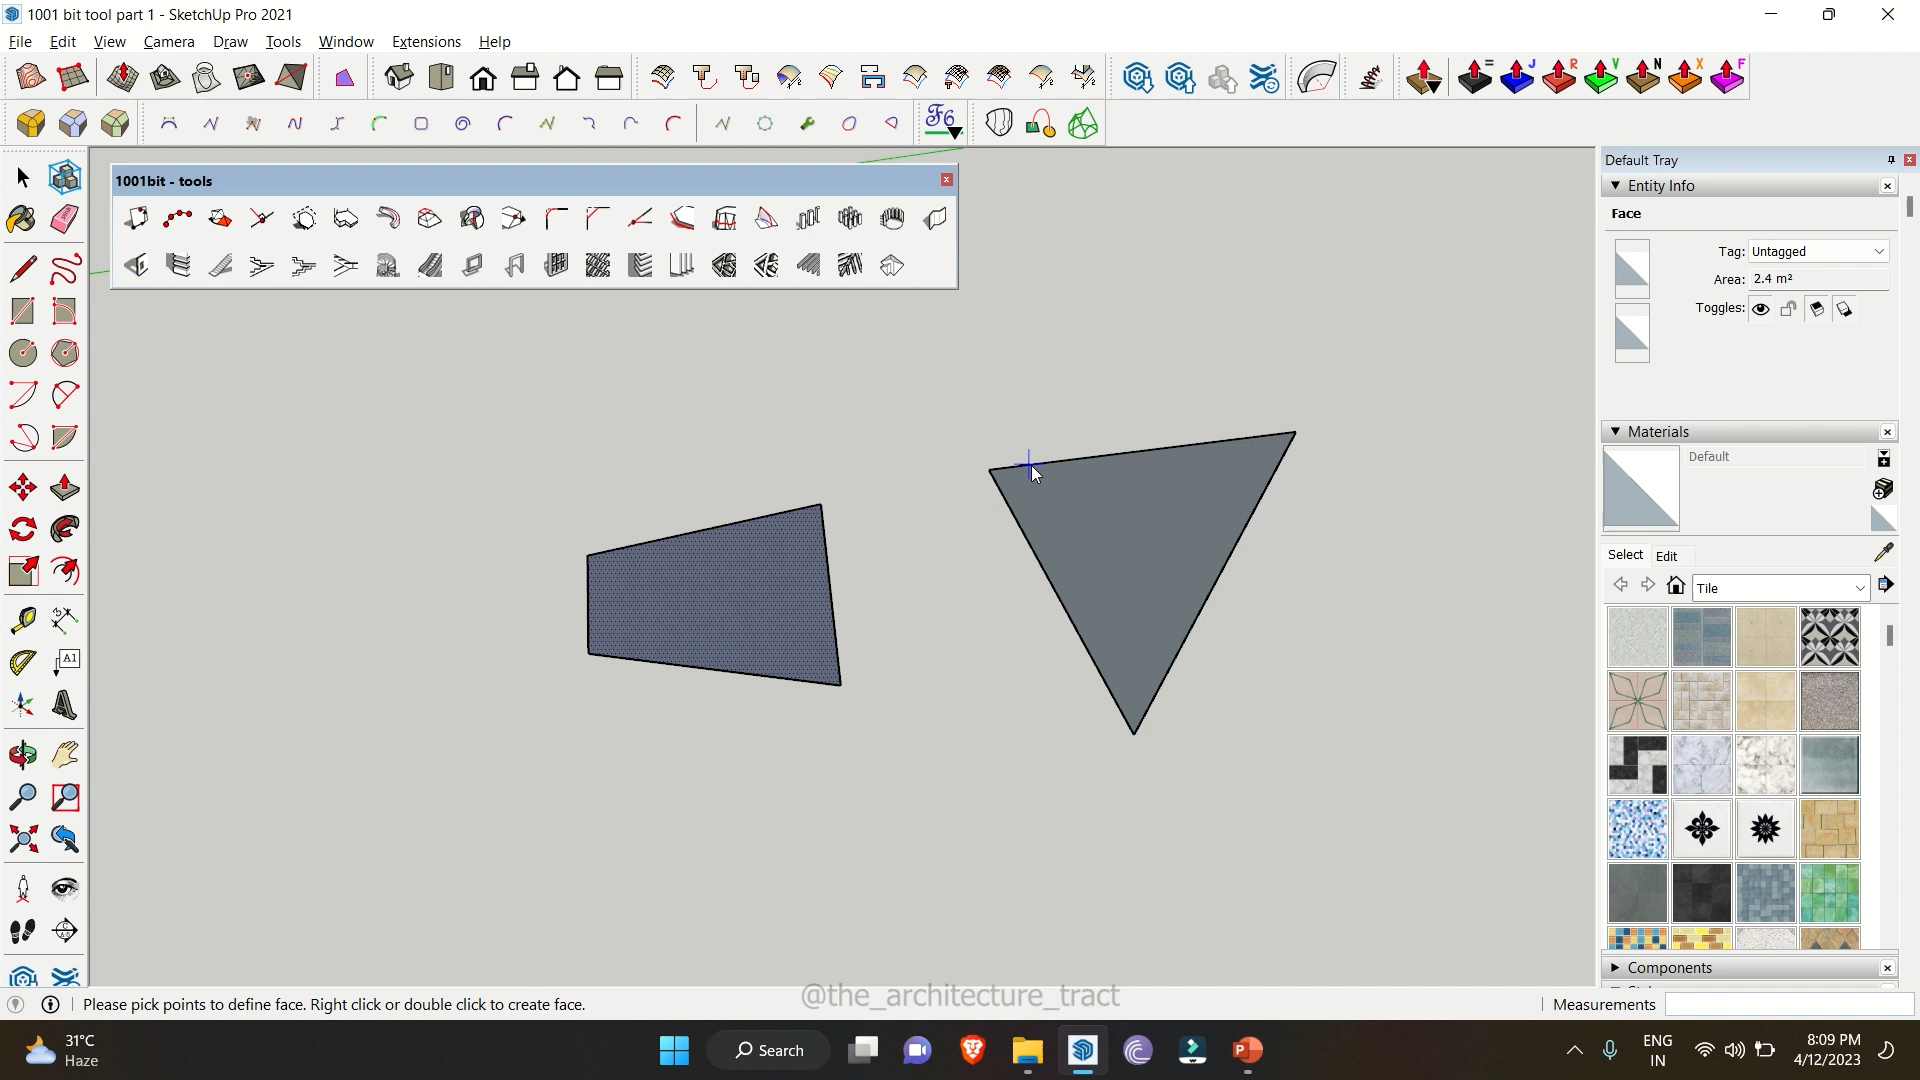 1001 bit tool part 1 - SketchUp Pro 2021
File Edit View Camera Draw Tools Window Extensions Help
= J R V N X F
F6
1001bit - tools
Default Tray
Entity Info
Face
Tag: Untagged
Area: 2.4 m²
Toggles:
Materials
Default
Select Edit
Tile
A1
Components
Please pick points to define face. Right click or double click to create face.
@the_architecture_tract
Measurements
31°C
Haze
Search
ENG
IN
8:09 PM
4/12/2023